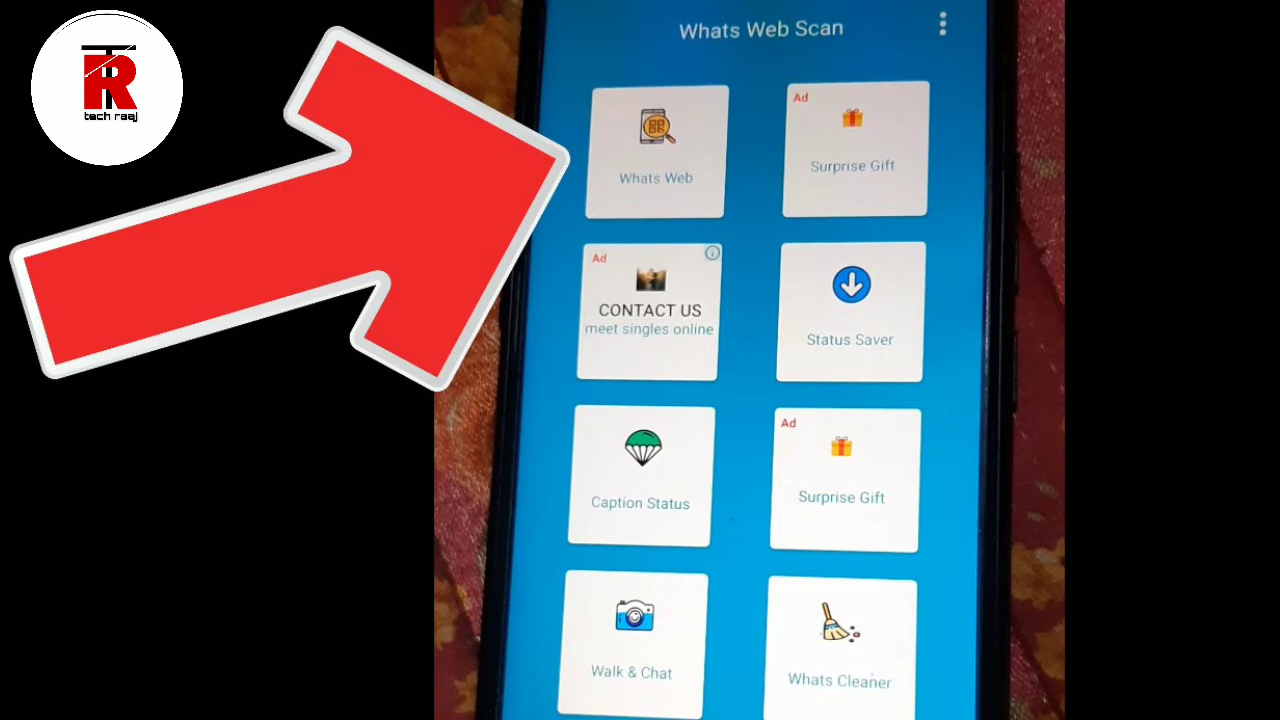 TR
tech raaj
Whats Web Scan
Whats Web
Ad
Surprise Gift
Ad
CONTACT US
meet singles online
Status Saver
Caption Status
Ad
Surprise Gift
Walk & Chat
Whats Cleaner